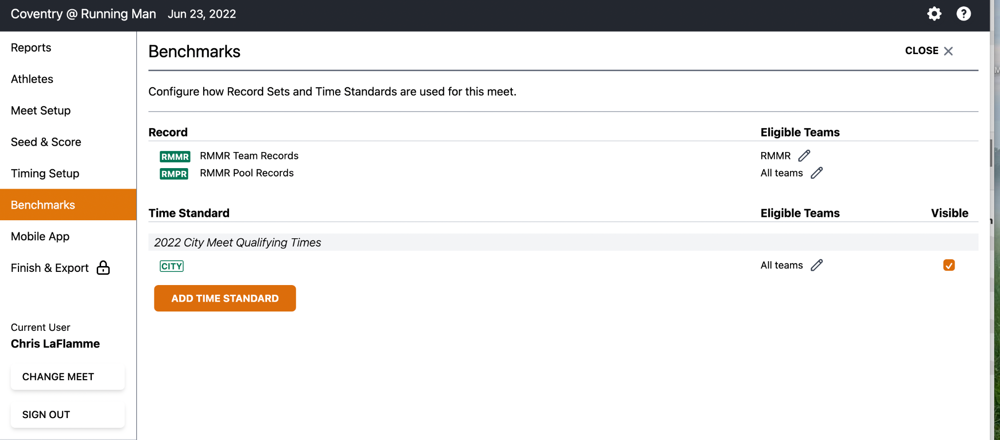 Coventry @ Running Man Jun 23, 2022
Reports
Athletes
Meet Setup
Seed & Score
Timing Setup
Benchmarks
Mobile App
Finish & Export
Current User
Chris LaFlamme
CHANGE MEET
SIGN OUT
Benchmarks
CLOSE
Configure how Record Sets and Time Standards are used for this meet.
Record Eligible Teams
RMMR RMMR Team Records RMMR
RMPR RMMR Pool Records All teams
Time Standard Eligible Teams Visible
2022 City Meet Qualifying Times
CITY All teams
ADD TIME STANDARD